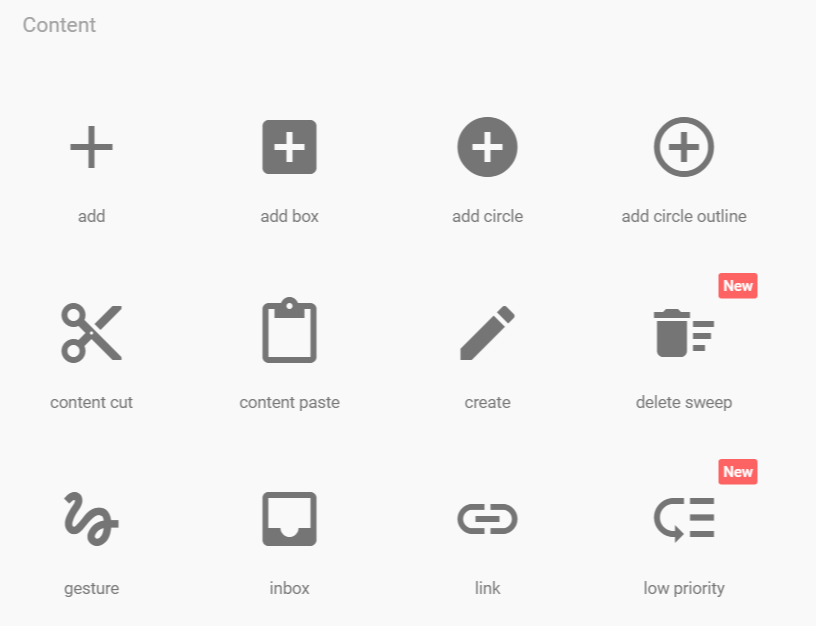 Content
add
add box
add circle
add circle outline
New
content cut
content paste
create
delete sweep
New
gesture
inbox
link
low priority